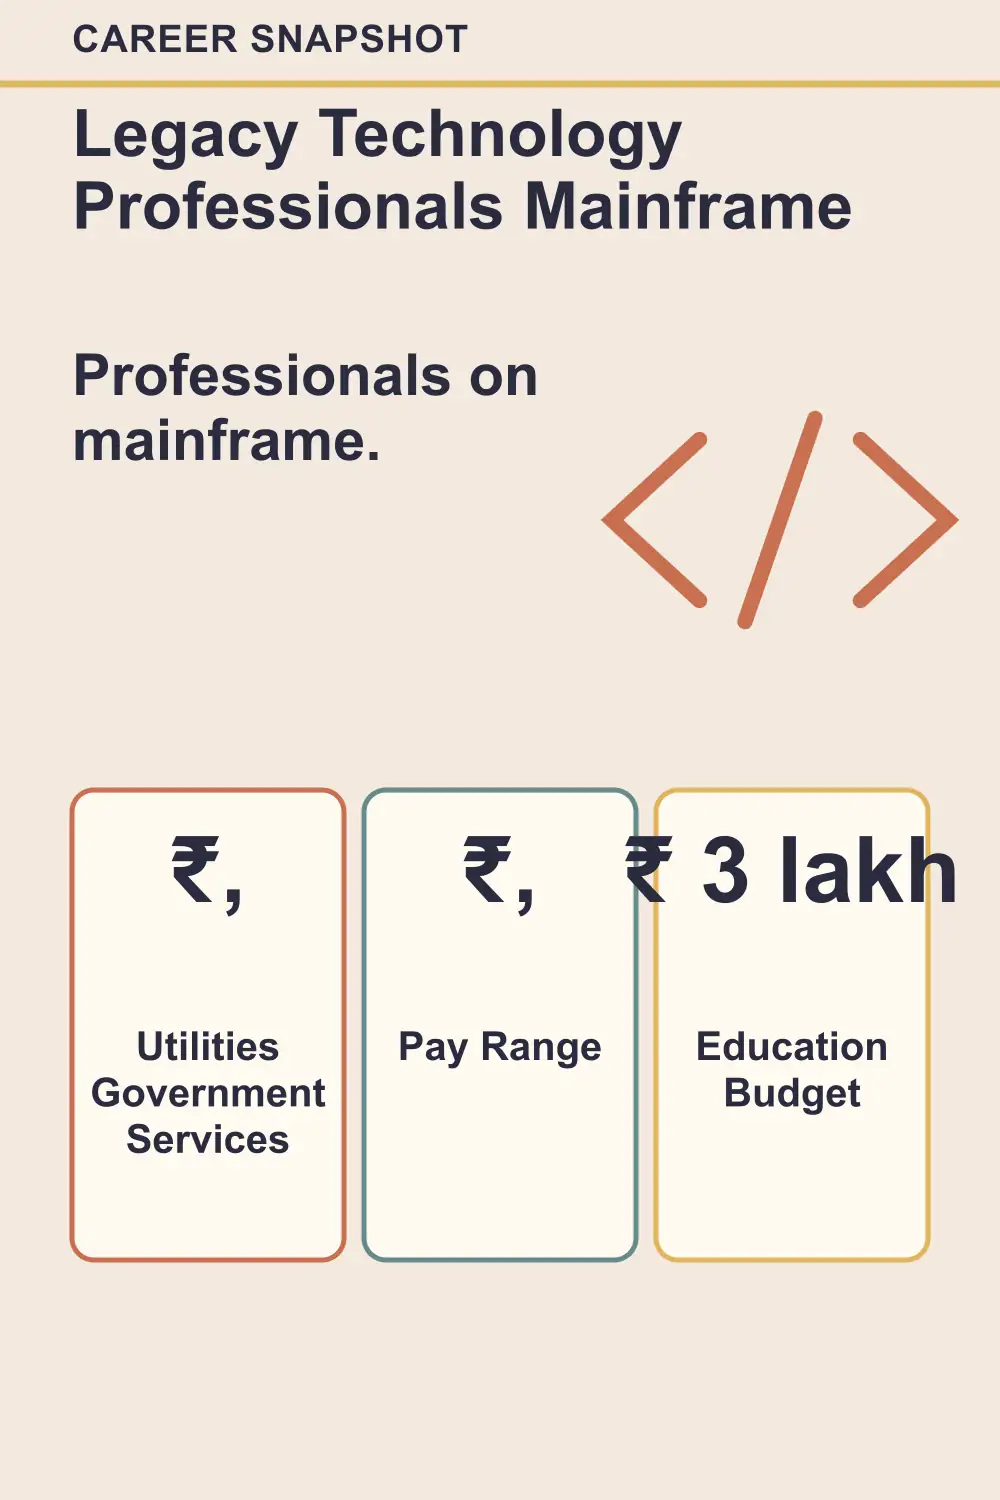 CAREER SNAPSHOT
Legacy Technology
Professionals Mainframe
Professionals on
mainframe.
₹,
Utilities
Government
Services
₹,
Pay Range
₹ 3 lakh
Education
Budget